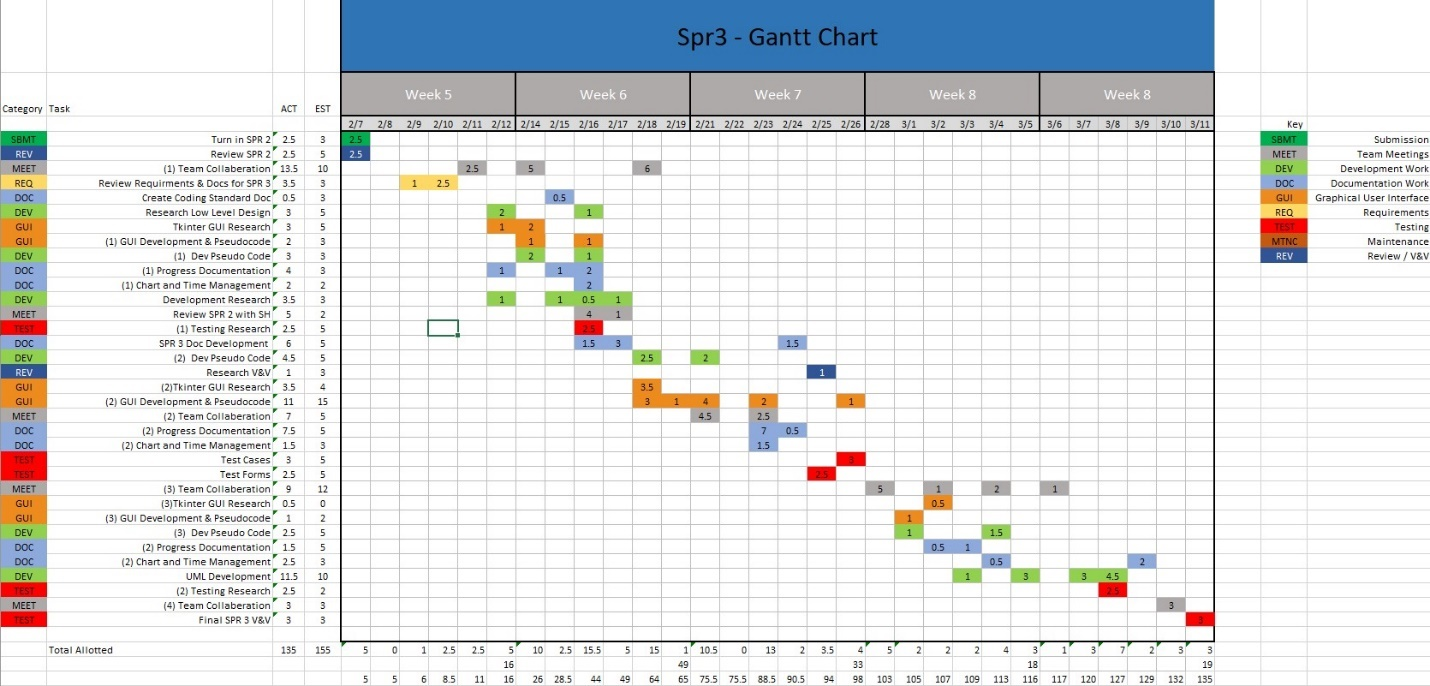 Spr3 - Gantt Chart
Week 5 Week 6 Week 7 Week 8 Week 8
Category Task ACT EST
2/7 2/8 2/9 2/10 2/11 2/12 2/14 2/15 2/16 2/17 2/18 2/19 2/21 2/22 2/23 2/24 2/25 2/26 2/28 3/1 3/2 3/3 3/4 3/5 3/6 3/7 3/8 3/9 3/10 3/11 Key
SBMT Turn in SPR 2 2.5 3 2.5 SBMT Submission
REV Review SPR 2 2.5 5 2.5 MEET Team Meetings
MEET (1) Team Collaberation 13.5 10 2.5 5 6 DEV Development Work
REQ Review Requirments & Docs for SPR 3 3.5 3 1 2.5 DOC Documentation Work
DOC Create Coding Standard Doc 0.5 3 0.5 GUI Graphical User Interface
DEV Research Low Level Design 3 5 2 1 REQ Requirements
GUI Tkinter GUI Research 3 5 1 2 TEST Testing
GUI (1) GUI Development & Pseudocode 2 3 1 1 MTNC Maintenance
DEV (1) Dev Pseudo Code 3 3 2 1 REV Review / V&V
DOC (1) Progress Documentation 4 3 1 1 2
DOC (1) Chart and Time Management 2 2 2
DEV Development Research 3.5 3 1 1 0.5 1
MEET Review SPR 2 with SH 5 2 4 1
TEST (1) Testing Research 2.5 5 2.5
DOC SPR 3 Doc Development 6 5 1.5 3 1.5
DEV (2) Dev Pseudo Code 4.5 5 2.5 2
REV Research V&V 1 3 1
GUI (2)Tkinter GUI Research 3.5 4 3.5
GUI (2) GUI Development & Pseudocode 11 15 3 1 4 2 1
MEET (2) Team Collaberation 7 5 4.5 2.5
DOC (2) Progress Documentation 7.5 5 7 0.5
DOC (2) Chart and Time Management 1.5 3 1.5
TEST Test Cases 3 5 3
TEST Test Forms 2.5 5 2.5
MEET (3) Team Collaberation 9 12 5 1 2 1
GUI (3)Tkinter GUI Research 0.5 0 0.5
GUI (3) GUI Development & Pseudocode 1 2 1
DEV (3) Dev Pseudo Code 2.5 5 1 1.5
DOC (2) Progress Documentation 1.5 5 0.5 1
DOC (2) Chart and Time Management 2.5 3 0.5 2
DEV UML Development 11.5 10 1 3 3 4.5
TEST (2) Testing Research 2.5 2 2.5
MEET (4) Team Collaberation 3 3 3
TEST Final SPR 3 V&V 3 3 3
Total Allotted 135 155 5 0 1 2.5 2.5 5 10 2.5 15.5 5 15 1 10.5 0 13 2 3.5 4 5 2 2 2 4 3 1 3 7 2 3 3
16 49 33 18 19
5 5 6 8.5 11 16 26 28.5 44 49 64 65 75.5 75.5 88.5 90.5 94 98 103 105 107 109 113 116 117 120 127 129 132 135